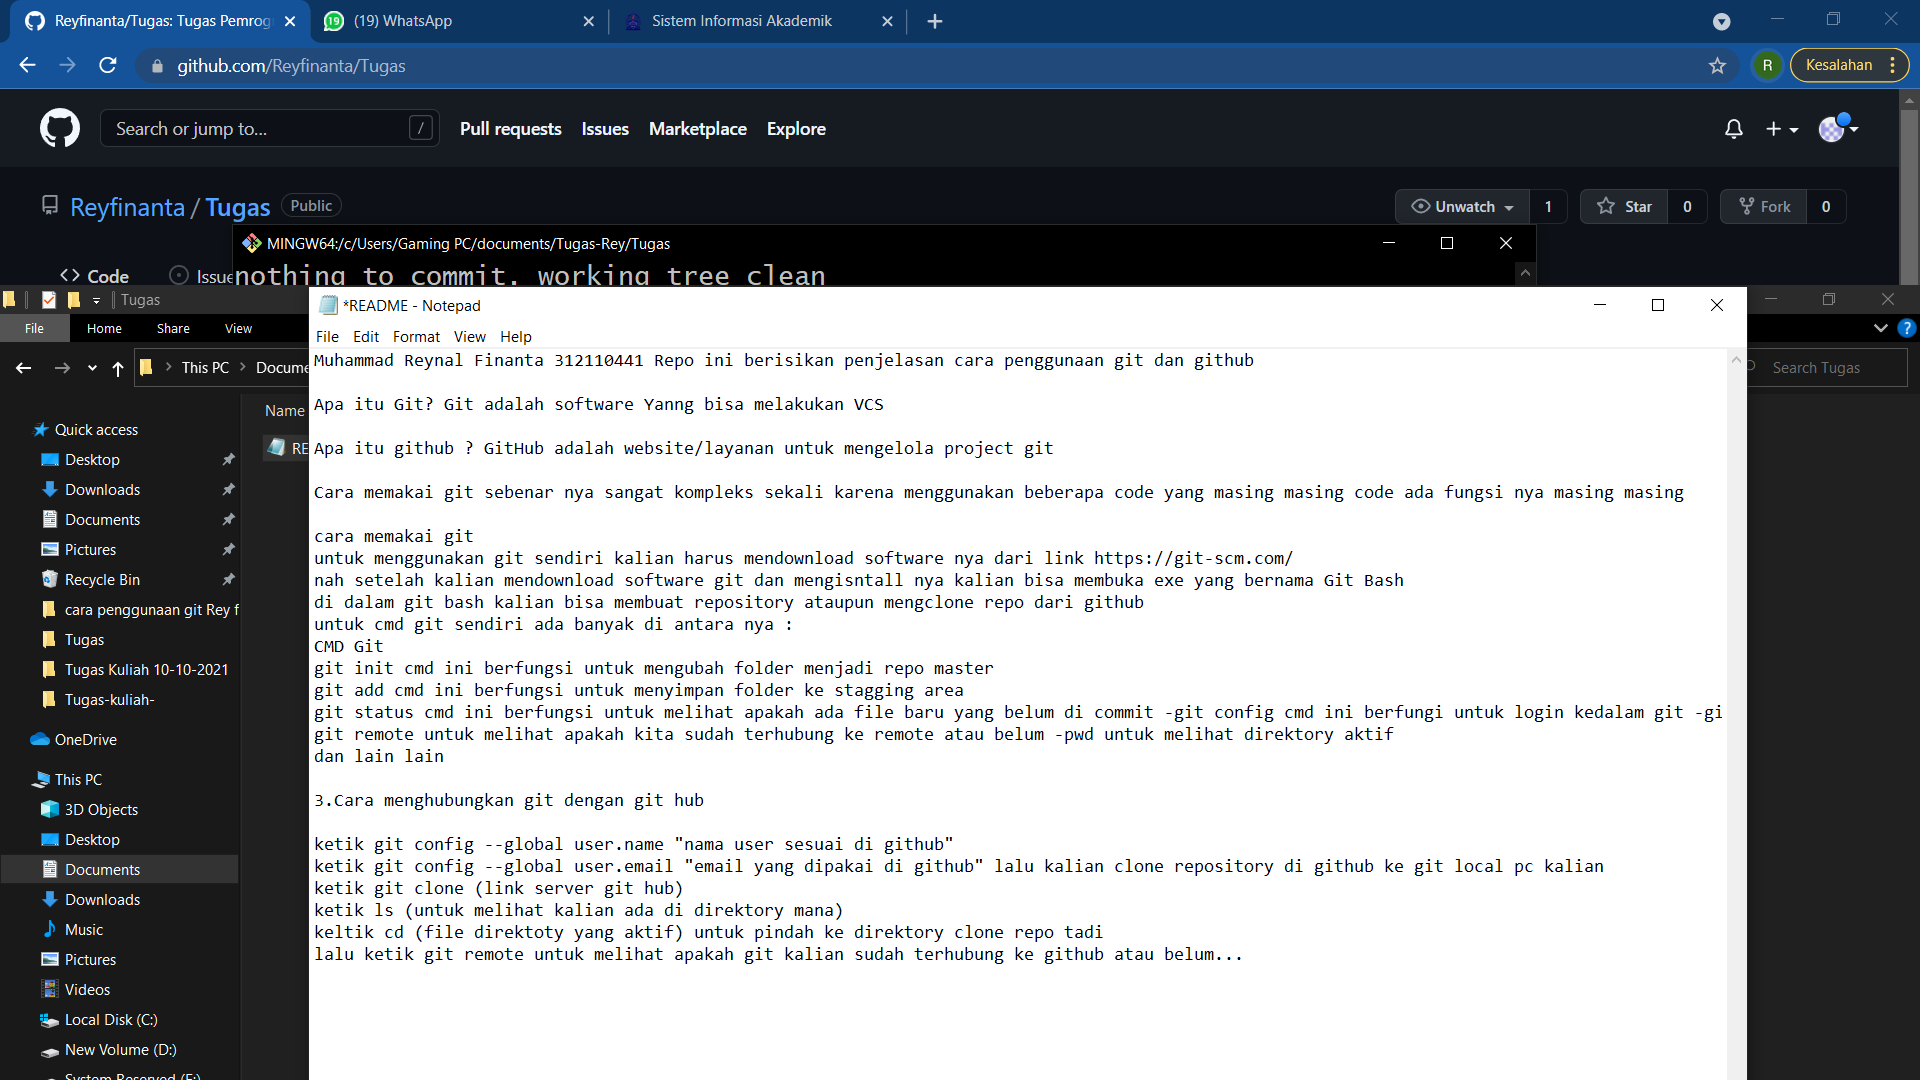 Reyfinanta/Tugas: Tugas Pemrog
(19) WhatsApp
Sistem Informasi Akademik
github.com/Reyfinanta/Tugas
R
Kesalahan
Search or jump to...
/
Pull requests
Issues
Marketplace
Explore
Reyfinanta / Tugas
Public
Unwatch
1
Star
0
Fork
0
MINGW64:/c/Users/Gaming PC/documents/Tugas-Rey/Tugas
<> Code
Issue
nothing to commit, working tree clean
Tugas
File
Home
Share
View
This PC
Docume
Search Tugas
Name
RE
Quick access
Desktop
Downloads
Documents
Pictures
Recycle Bin
cara penggunaan git Rey f
Tugas
Tugas Kuliah 10-10-2021
Tugas-kuliah-
OneDrive
This PC
3D Objects
Desktop
Documents
Downloads
Music
Pictures
Videos
Local Disk (C:)
New Volume (D:)
System Reserved (E:)
*README - Notepad
File Edit Format View Help
Muhammad Reynal Finanta 312110441 Repo ini berisikan penjelasan cara penggunaan git dan github
Apa itu Git? Git adalah software Yanng bisa melakukan VCS
Apa itu github ? GitHub adalah website/layanan untuk mengelola project git
Cara memakai git sebenar nya sangat kompleks sekali karena menggunakan beberapa code yang masing masing code ada fungsi nya masing masing
cara memakai git
untuk menggunakan git sendiri kalian harus mendownload software nya dari link https://git-scm.com/
nah setelah kalian mendownload software git dan mengisntall nya kalian bisa membuka exe yang bernama Git Bash
di dalam git bash kalian bisa membuat repository ataupun mengclone repo dari github
untuk cmd git sendiri ada banyak di antara nya :
CMD Git
git init cmd ini berfungsi untuk mengubah folder menjadi repo master
git add cmd ini berfungsi untuk menyimpan folder ke stagging area
git status cmd ini berfungsi untuk melihat apakah ada file baru yang belum di commit -git config cmd ini berfungi untuk login kedalam git -gi
git remote untuk melihat apakah kita sudah terhubung ke remote atau belum -pwd untuk melihat direktory aktif
dan lain lain
3.Cara menghubungkan git dengan git hub
ketik git config --global user.name "nama user sesuai di github"
ketik git config --global user.email "email yang dipakai di github" lalu kalian clone repository di github ke git local pc kalian
ketik git clone (link server git hub)
ketik ls (untuk melihat kalian ada di direktory mana)
keltik cd (file direktoty yang aktif) untuk pindah ke direktory clone repo tadi
lalu ketik git remote untuk melihat apakah git kalian sudah terhubung ke github atau belum...